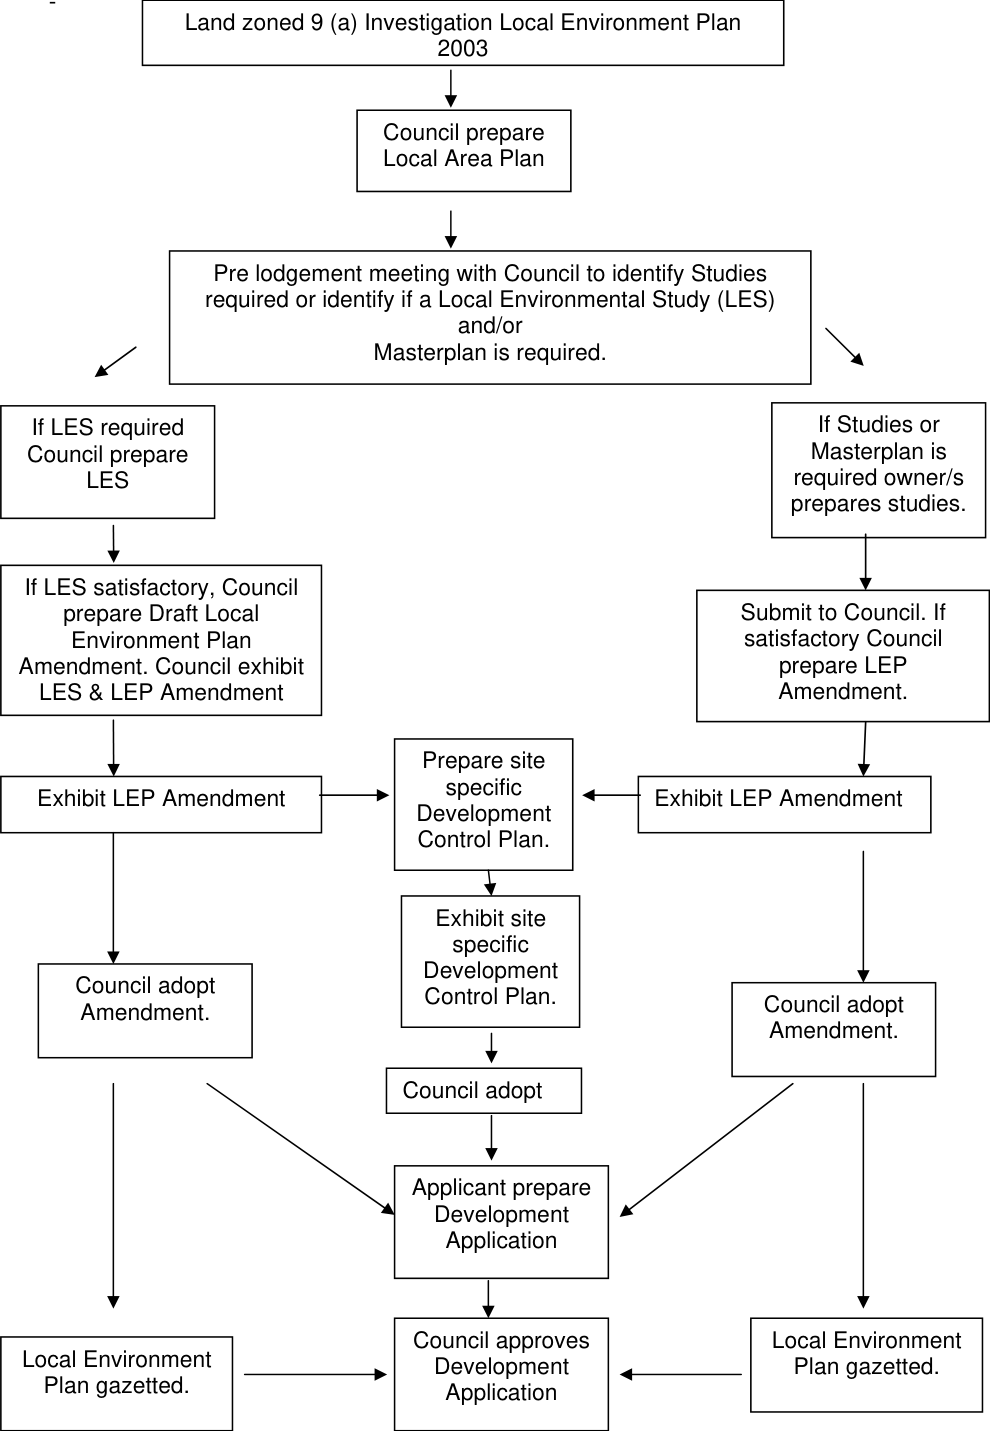 -
Land zoned 9 (a) Investigation Local Environment Plan
2003
Council prepare
Local Area Plan
Pre lodgement meeting with Council to identify Studies
required or identify if a Local Environmental Study (LES)
and/or
Masterplan is required.
If LES required
Council prepare
LES
If Studies or
Masterplan is
required owner/s
prepares studies.
If LES satisfactory, Council
prepare Draft Local
Environment Plan
Amendment. Council exhibit
LES & LEP Amendment
Submit to Council. If
satisfactory Council
prepare LEP
Amendment.
Exhibit LEP Amendment
Prepare site
specific
Development
Control Plan.
Exhibit LEP Amendment
Exhibit site
specific
Development
Control Plan.
Council adopt
Amendment.
Council adopt
Amendment.
Council adopt
Applicant prepare
Development
Application
Local Environment
Plan gazetted.
Council approves
Development
Application
Local Environment
Plan gazetted.